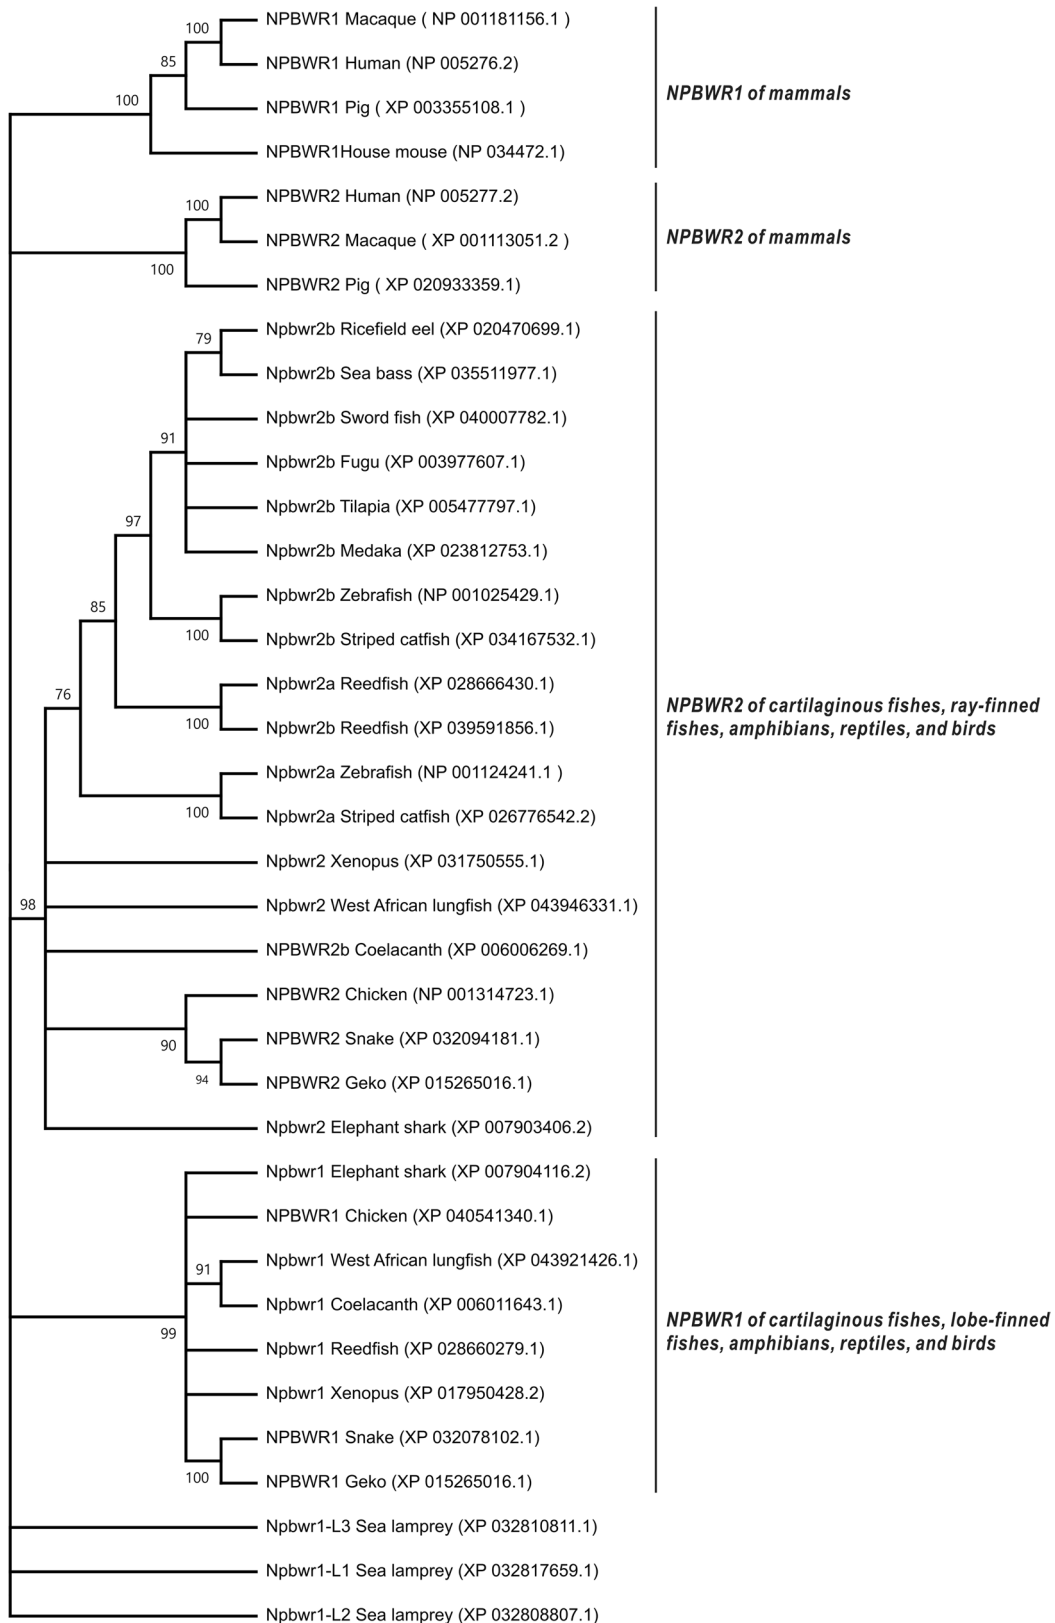 100
NPBWR1 Macaque ( NP 001181156.1 )
85
NPBWR1 Human (NP 005276.2)
100
NPBWR1 Pig ( XP 003355108.1 )
NPBWR1House mouse (NP 034472.1)
NPBWR1 of mammals
100
NPBWR2 Human (NP 005277.2)
NPBWR2 Macaque ( XP 001113051.2 )
100
NPBWR2 Pig ( XP 020933359.1)
NPBWR2 of mammals
79
Npbwr2b Ricefield eel (XP 020470699.1)
Npbwr2b Sea bass (XP 035511977.1)
Npbwr2b Sword fish (XP 040007782.1)
91
Npbwr2b Fugu (XP 003977607.1)
Npbwr2b Tilapia (XP 005477797.1)
97
Npbwr2b Medaka (XP 023812753.1)
Npbwr2b Zebrafish (NP 001025429.1)
85
100
Npbwr2b Striped catfish (XP 034167532.1)
Npbwr2a Reedfish (XP 028666430.1)
76
100
Npbwr2b Reedfish (XP 039591856.1)
Npbwr2a Zebrafish (NP 001124241.1 )
100
Npbwr2a Striped catfish (XP 026776542.2)
Npbwr2 Xenopus (XP 031750555.1)
98
Npbwr2 West African lungfish (XP 043946331.1)
NPBWR2b Coelacanth (XP 006006269.1)
NPBWR2 Chicken (NP 001314723.1)
90
NPBWR2 Snake (XP 032094181.1)
94
NPBWR2 Geko (XP 015265016.1)
Npbwr2 Elephant shark (XP 007903406.2)
NPBWR2 of cartilaginous fishes, ray-finned
fishes, amphibians, reptiles, and birds
Npbwr1 Elephant shark (XP 007904116.2)
NPBWR1 Chicken (XP 040541340.1)
91
Npbwr1 West African lungfish (XP 043921426.1)
Npbwr1 Coelacanth (XP 006011643.1)
99
Npbwr1 Reedfish (XP 028660279.1)
Npbwr1 Xenopus (XP 017950428.2)
NPBWR1 Snake (XP 032078102.1)
100
NPBWR1 Geko (XP 015265016.1)
NPBWR1 of cartilaginous fishes, lobe-finned
fishes, amphibians, reptiles, and birds
Npbwr1-L3 Sea lamprey (XP 032810811.1)
Npbwr1-L1 Sea lamprey (XP 032817659.1)
Npbwr1-L2 Sea lamprey (XP 032808807.1)